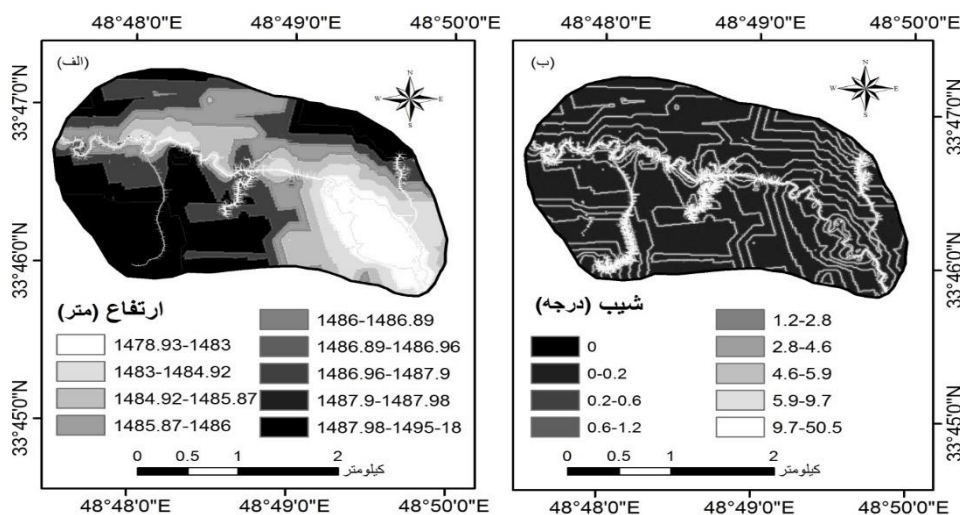 48°48'0"E 48°49'0"E 48°50'0"E
(الف)
N
W E
S
33°47'0"N
33°46'0"N
33°45'0"N
ارتفاع (متر)
1478.93-1483
1483-1484.92
1484.92-1485.87
1485.87-1486
1486-1486.89
1486.89-1486.96
1486.96-1487.9
1487.9-1487.98
1487.98-1495-18
0 0.5 1 2
کیلومتر
48°48'0"E 48°49'0"E 48°50'0"E
48°48'0"E 48°49'0"E 48°50'0"E
(ب)
N
W E
S
33°47'0"N
33°46'0"N
33°45'0"N
شیب (درجه)
0
0-0.2
0.2-0.6
0.6-1.2
1.2-2.8
2.8-4.6
4.6-5.9
5.9-9.7
9.7-50.5
0 0.5 1 2
کیلومتر
48°48'0"E 48°49'0"E 48°50'0"E